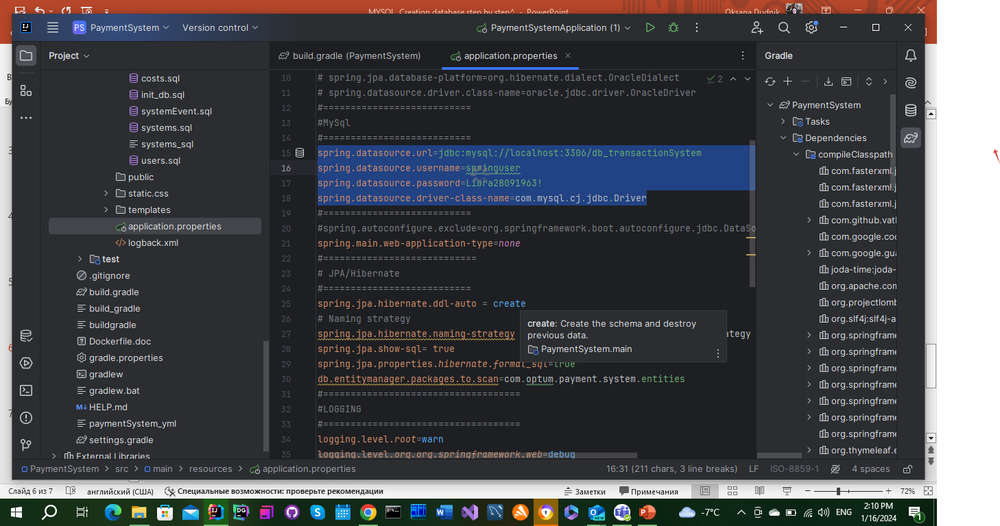 MYSQL. Creation database step by step^ - PowerPoint
Oksana Dudnik
PS PaymentSystem
Version control
PaymentSystemApplication (1)
Project
build.gradle (PaymentSystem)
application.properties
Gradle
costs.sql
init_db.sql
systemEvent.sql
systems.sql
systems_sql
users.sql
public
static.css
templates
application.properties
logback.xml
test
.gitignore
build.gradle
build_gradle
buildgradle
Dockerfile.doc
gradle.properties
gradlew
gradlew.bat
HELP.md
paymentSystem_yml
settings.gradle
External Libraries
10 # spring.jpa.database-platform=org.hibernate.dialect.OracleDialect
2
11 # spring.datasource.driver.class-name=oracle.jdbc.driver.OracleDriver
12 #===========================
13 #MySql
14 #===========================
15 spring.datasource.url=jdbc:mysql://localhost:3306/db_transactionSystem
16 spring.datasource.username=springuser
17 spring.datasource.password=Libra28091963!
18 spring.datasource.driver-class-name=com.mysql.cj.jdbc.Driver
19 #===========================
20 #spring.autoconfigure.exclude=org.springframework.boot.autoconfigure.jdbc.DataSo
21 spring.main.web-application-type=none
22 #============================
23 # JPA/Hibernate
24 #===========================
25 spring.jpa.hibernate.ddl-auto = create
26 # Naming strategy
27 spring.jpa.hibernate.naming-strategy
ategy
28 spring.jpa.show-sql= true
29 spring.jpa.properties.hibernate.format_sql=true
30 db.entitymanager.packages.to.scan=com.optum.payment.system.entities
31 #====================================
32 #LOGGING
33 #====================================
34 logging.level.root=warn
35 logging.level.org.org.springframework.web=debug
create: Create the schema and destroy
previous data.
PaymentSystem.main
PaymentSystem
Tasks
Dependencies
compileClasspath
com.fasterxml.j
com.fasterxml.j
com.fasterxml.j
com.github.vatl
com.google.coc
com.google.gua
joda-time:joda-
org.apache.com
org.projectlomb
org.slf4j:slf4j-a
org.springframe
org.springframe
org.springframe
org.springframe
org.springframe
org.springframe
org.springframe
org.thymeleaf.e
PaymentSystem > src > main > resources > application.properties
16:31 (211 chars, 3 line breaks)
LF
ISO-8859-1
4 spaces
Слайд 6 из 7
английский (США)
Специальные возможности: проверьте рекомендации
Заметки
Примечания
72%
-7°C
ENG
2:10 PM
1/16/2024
1